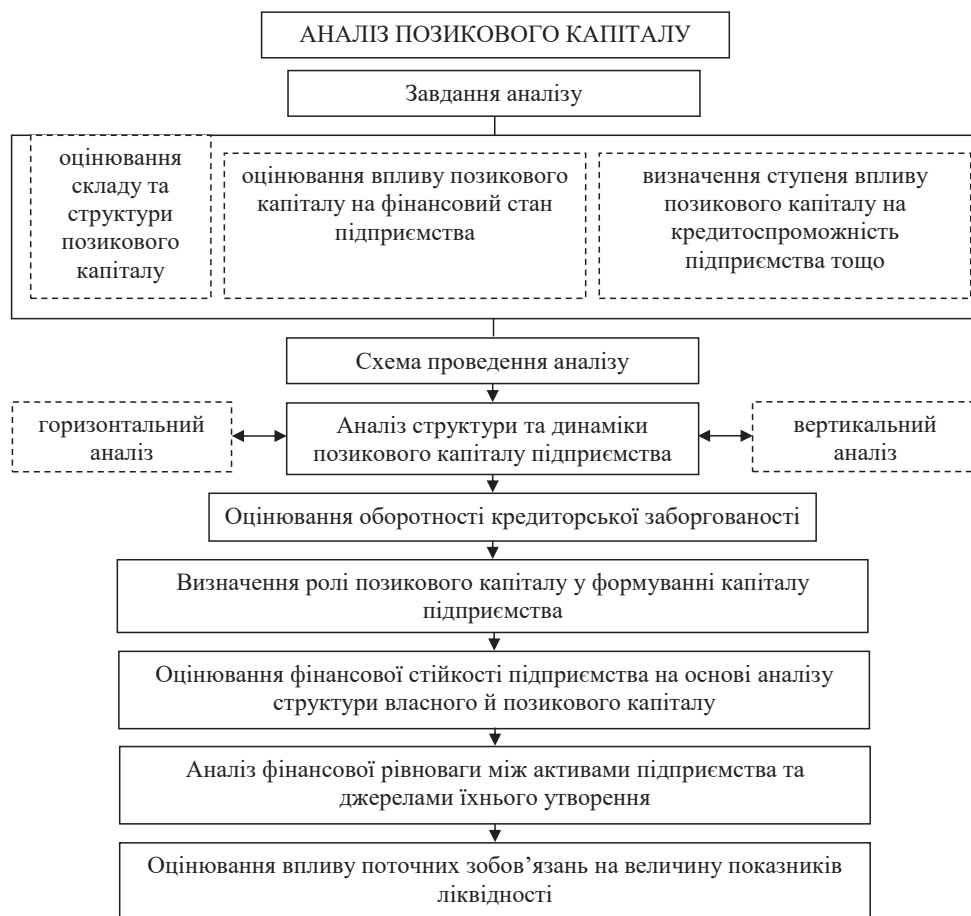 АНАЛІЗ ПОЗИКОВОГО КАПІТАЛУ
Завдання аналізу
оцінювання
складу та
структури
позикового
капіталу
оцінювання впливу позикового
капіталу на фінансовий стан
підприємства
визначення ступеня впливу
позикового капіталу на
кредитоспроможність
підприємства тощо
Схема проведення аналізу
горизонтальний
аналіз
Аналіз структури та динаміки
позикового капіталу підприємства
вертикальний
аналіз
Оцінювання оборотності кредиторської заборгованості
Визначення ролі позикового капіталу у формуванні капіталу
підприємства
Оцінювання фінансової стійкості підприємства на основі аналізу
структури власного й позикового капіталу
Аналіз фінансової рівноваги між активами підприємства та
джерелами їхнього утворення
Оцінювання впливу поточних зобов’язань на величину показників
ліквідності